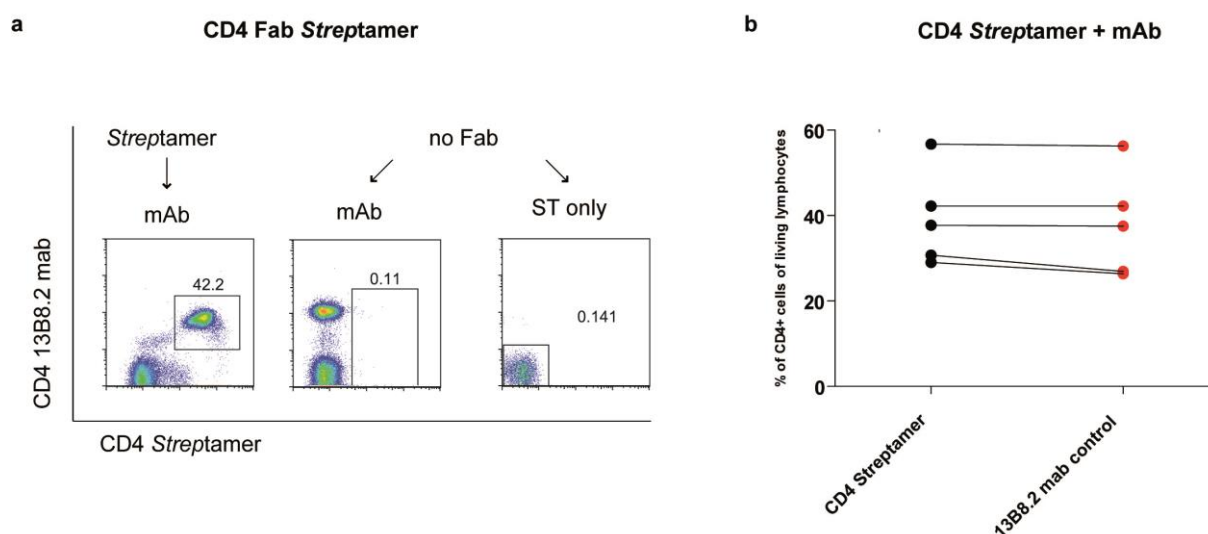 a
CD4 Fab Streptamer
Streptamer
no Fab
mAb
mAb
ST only
CD4 13B8.2 mab
42.2
0.11
0.141
CD4 Streptamer
b
CD4 Streptamer + mAb
% of CD4+ cells of living lymphocytes
60
40
20
0
CD4 Streptamer
13B8.2 mab control